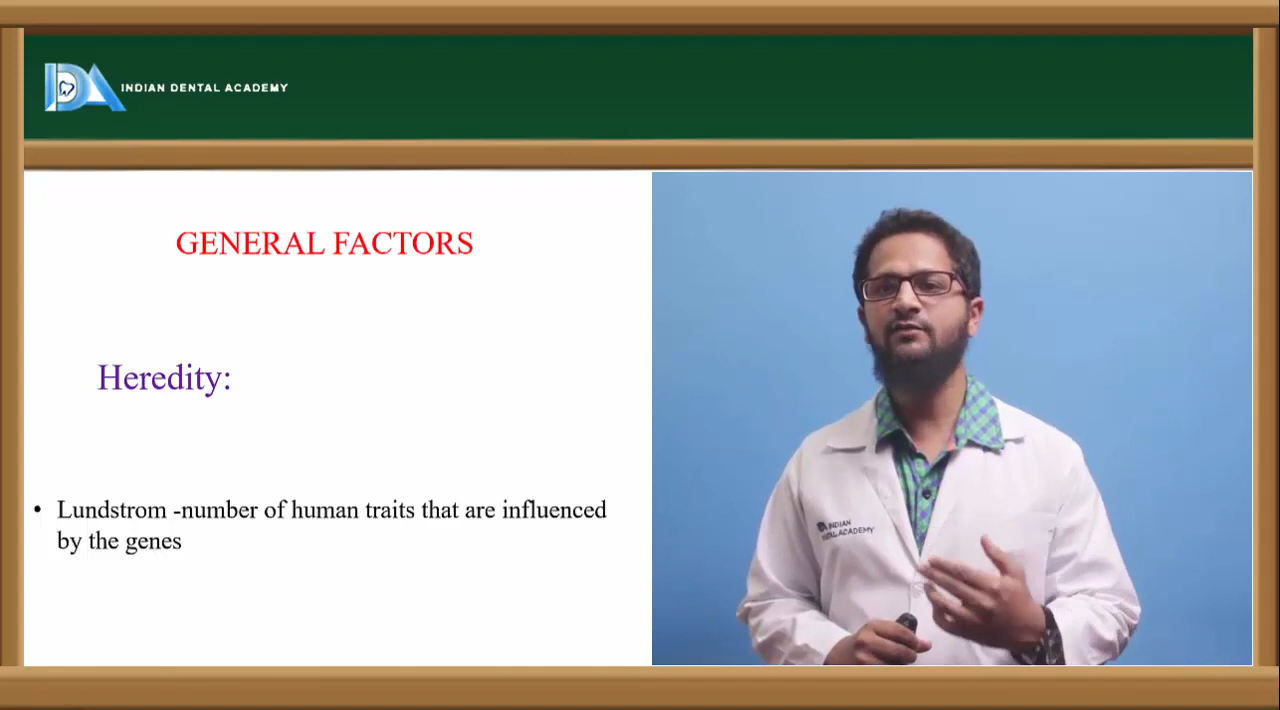 INDIAN DENTAL ACADEMY
GENERAL FACTORS
Heredity:
• Lundstrom -number of human traits that are influenced
by the genes
INDIAN
DENTAL ACADEMY